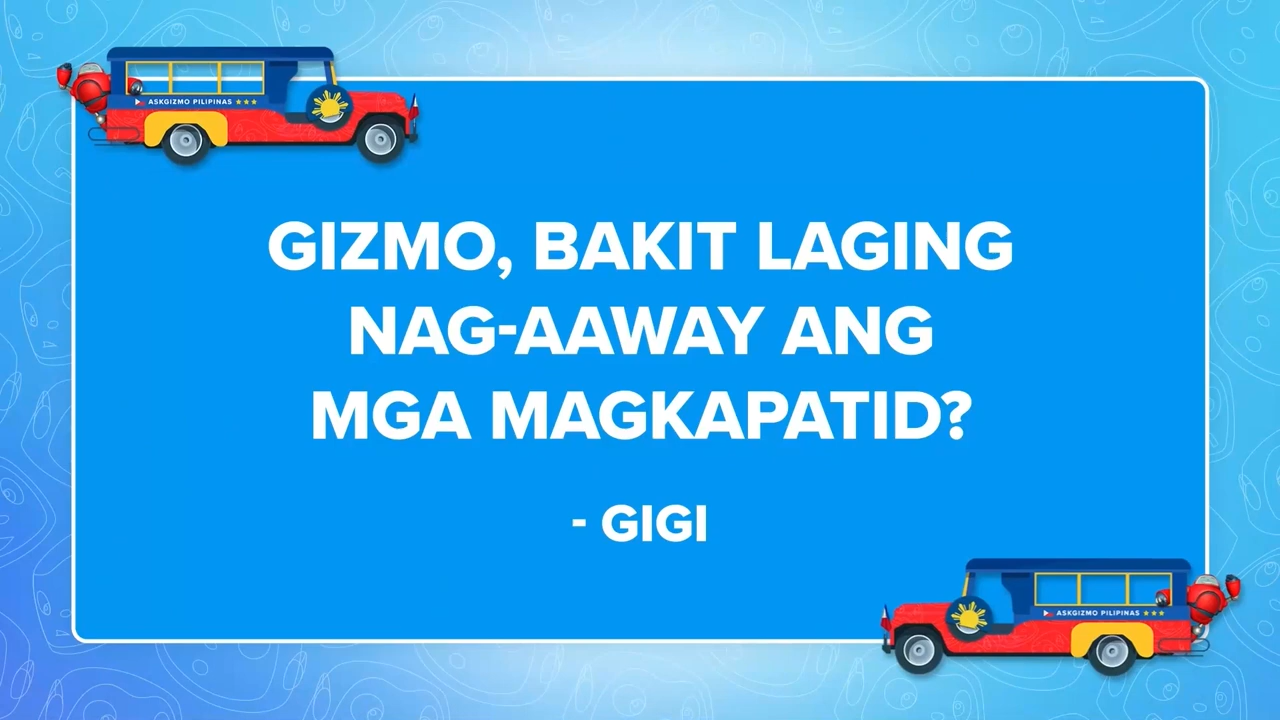 ASKGIZMO PILIPINAS
GIZMO, BAKIT LAGING
NAG-AAWAY ANG
MGA MAGKAPATID?
- GIGI
ASKGIZMO PILIPINAS